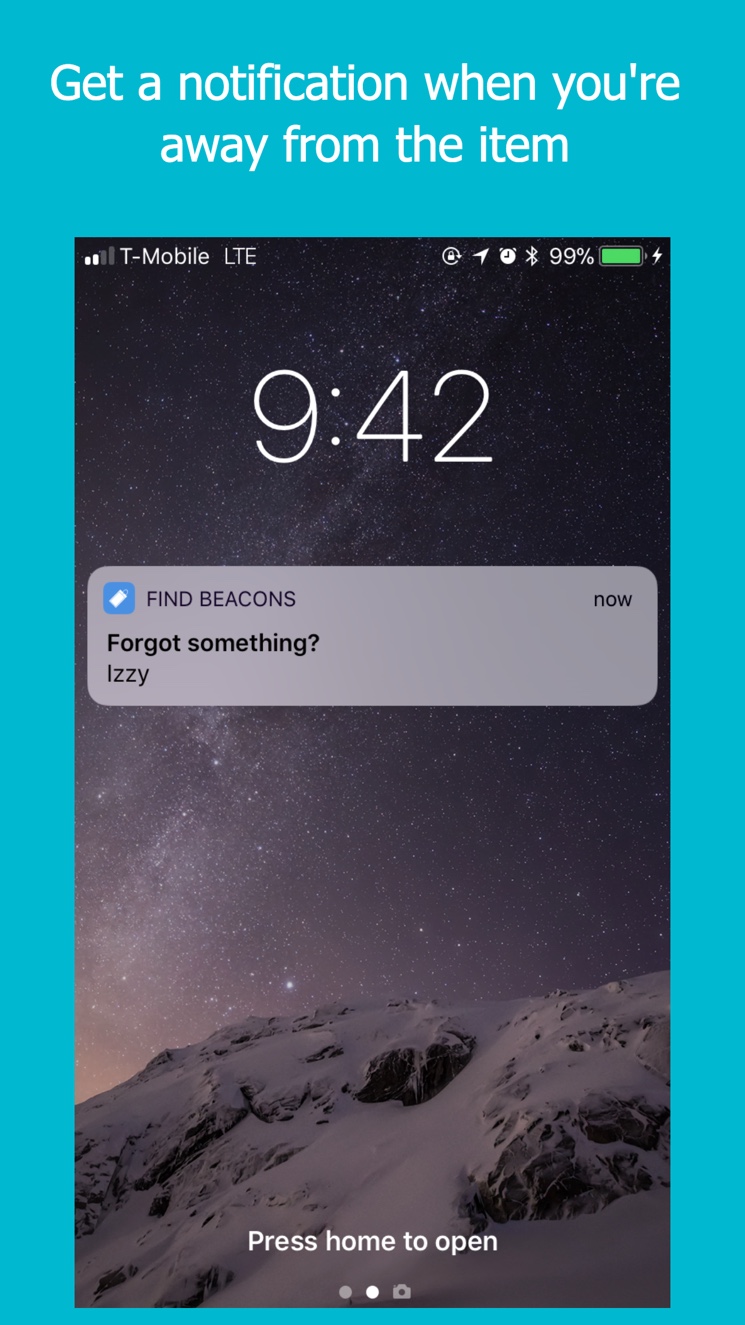 Get a notification when you're
away from the item
T-Mobile LTE 99%
9:42
FIND BEACONS now
Forgot something?
Izzy
Press home to open